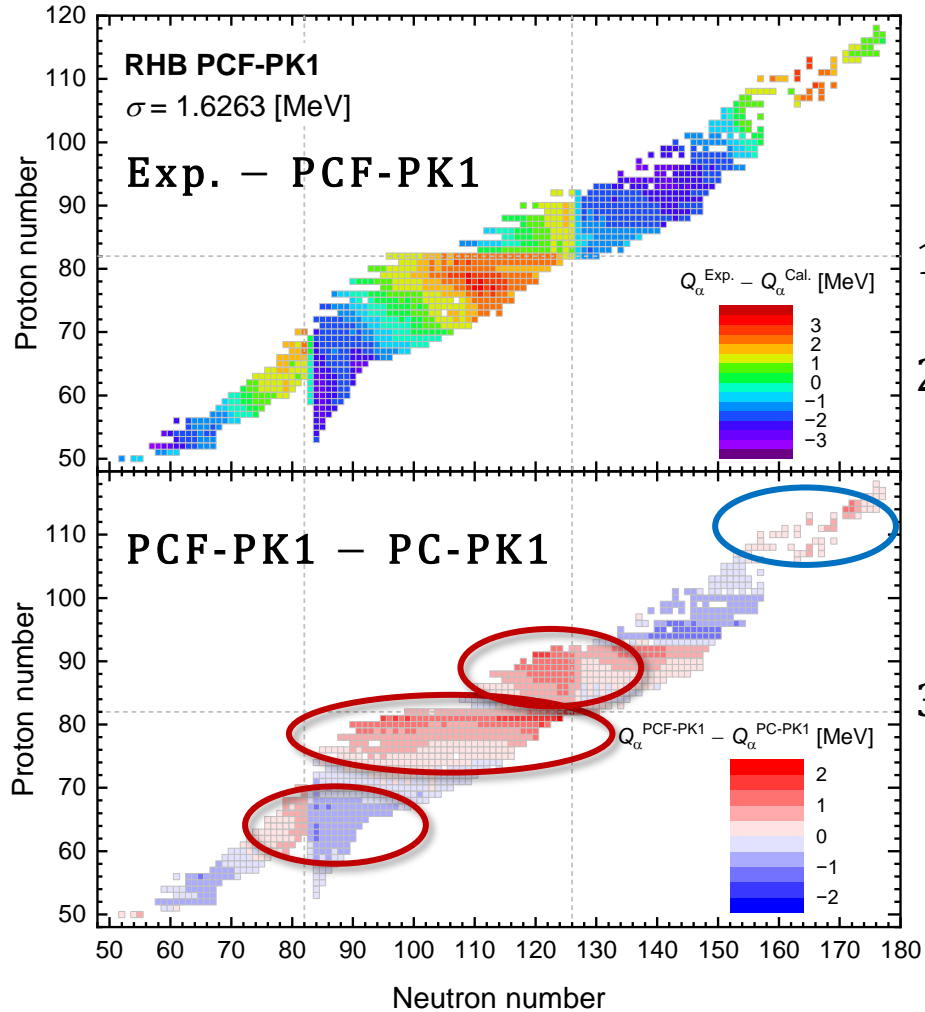 120
110
100
90
80
70
60
50
Proton number
RHB PCF-PK1
σ = 1.6263 [MeV]
Exp. − PCF-PK1
Q_α^Exp. − Q_α^Cal. [MeV]
3
2
1
0
−1
−2
−3
2
110
100
90
80
70
60
50
Proton number
PCF-PK1 − PC-PK1
Q_α^PCF-PK1 − Q_α^PC-PK1 [MeV]
2
1
0
−1
−2
3
50 60 70 80 90 100 110 120 130 140 150 160 170 180
Neutron number